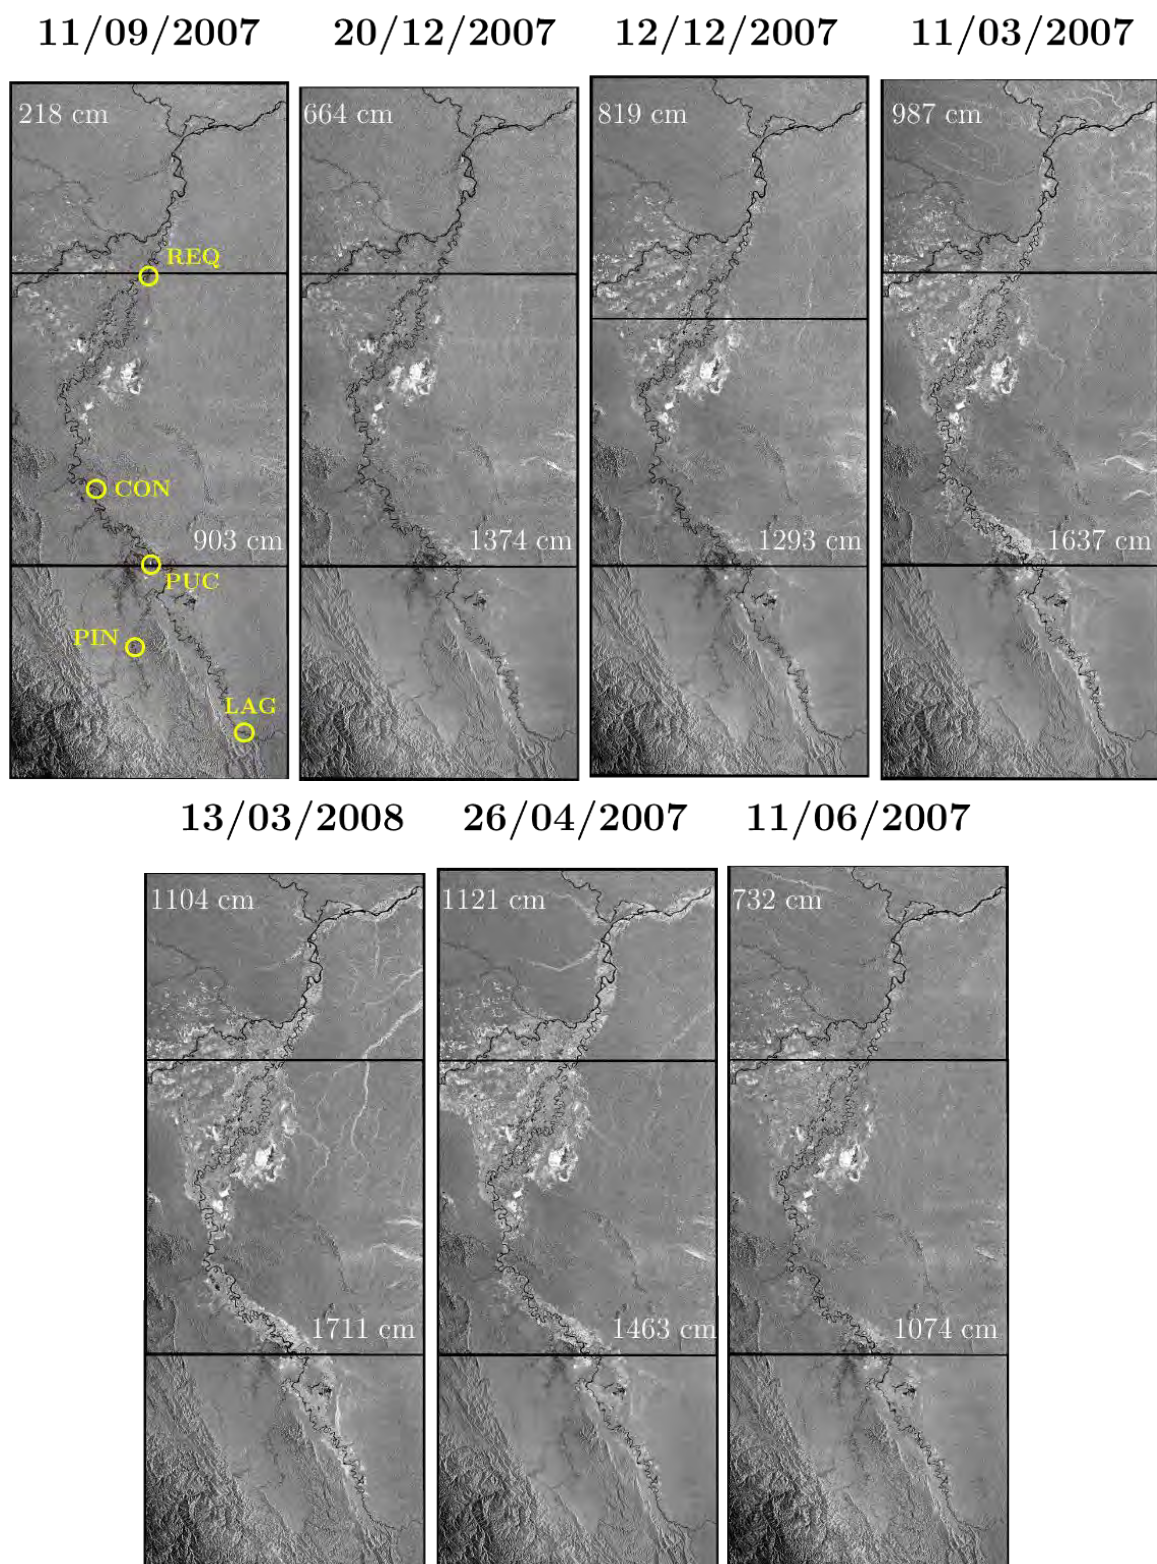 11/09/2007 20/12/2007 12/12/2007 11/03/2007
218 cm 664 cm 819 cm 987 cm
REQ
CON
903 cm 1374 cm 1293 cm 1637 cm
PUC
PIN
LAG
13/03/2008 26/04/2007 11/06/2007
1104 cm 1121 cm 732 cm
1711 cm 1463 cm 1074 cm